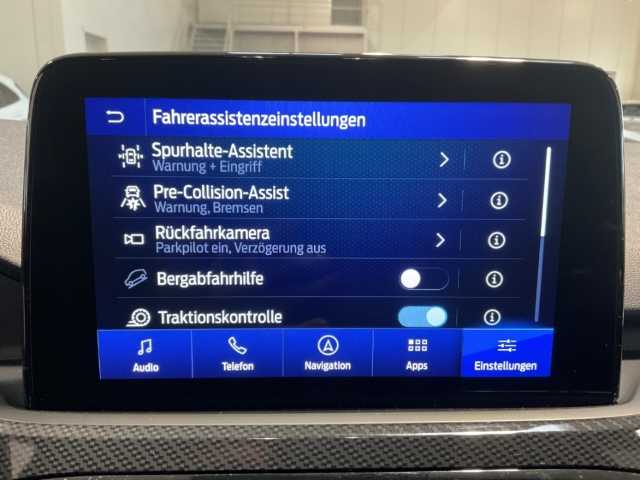 Fahrerassistenzeinstellungen
Spurhalte-Assistent
Warnung + Eingriff
Pre-Collision-Assist
Warnung, Bremsen
Rückfahrkamera
Parkpilot ein, Verzögerung aus
Bergabfahrhilfe
Traktionskontrolle
Audio
Telefon
Navigation
Apps
Einstellungen